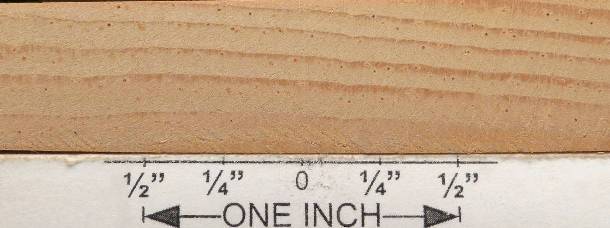 ½" ¼" 0 ¼" ½"
ONE INCH